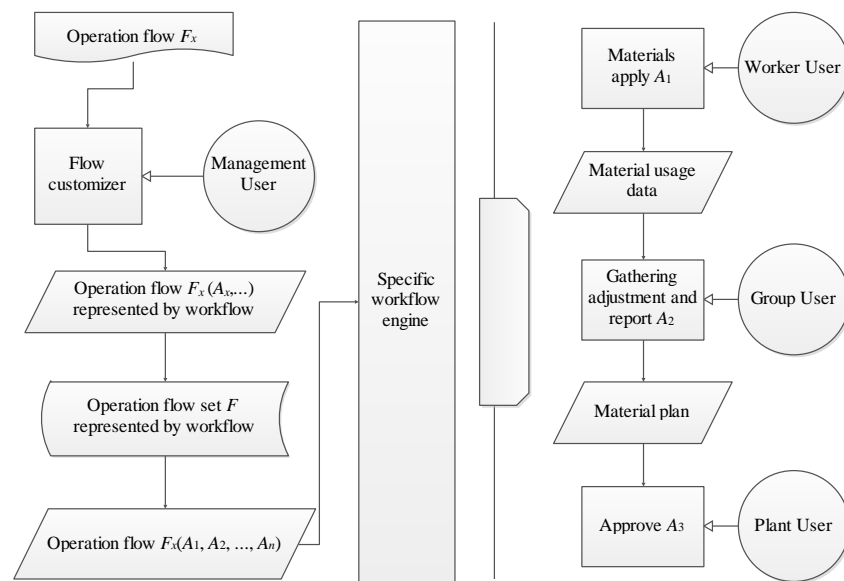 Operation flow Fx
Flow
customizer
Management
User
Operation flow Fx (Ax,...)
represented by workflow
Operation flow set F
represented by workflow
Operation flow Fx(A1, A2, ..., An)
Specific
workflow
engine
Materials
apply A1
Worker User
Material usage
data
Gathering
adjustment and
report A2
Group User
Material plan
Approve A3
Plant User